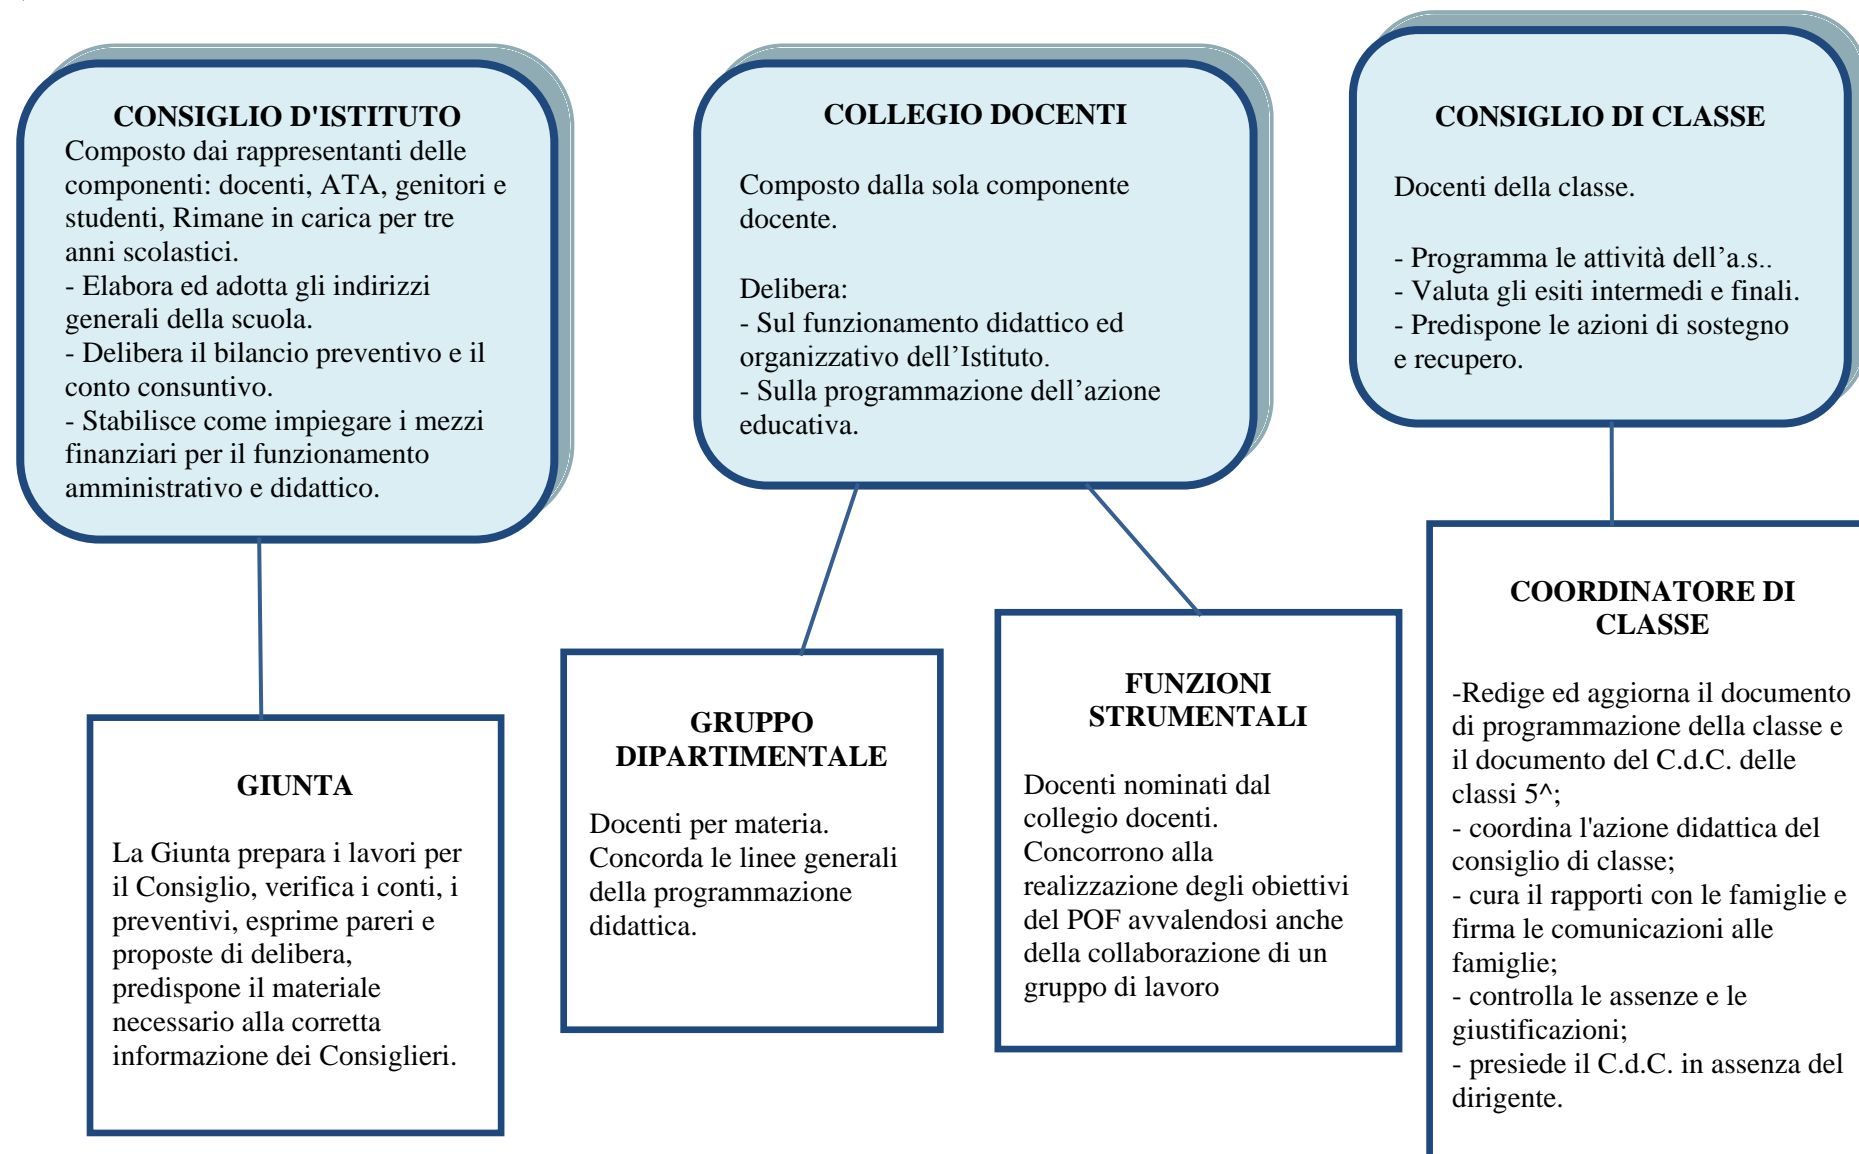 CONSIGLIO D'ISTITUTO
Composto dai rappresentanti delle
componenti: docenti, ATA, genitori e
studenti, Rimane in carica per tre
anni scolastici.
- Elabora ed adotta gli indirizzi
generali della scuola.
- Delibera il bilancio preventivo e il
conto consuntivo.
- Stabilisce come impiegare i mezzi
finanziari per il funzionamento
amministrativo e didattico.
COLLEGIO DOCENTI
Composto dalla sola componente
docente.
Delibera:
- Sul funzionamento didattico ed
organizzativo dell’Istituto.
- Sulla programmazione dell’azione
educativa.
CONSIGLIO DI CLASSE
Docenti della classe.
- Programma le attività dell’a.s..
- Valuta gli esiti intermedi e finali.
- Predispone le azioni di sostegno
e recupero.
GIUNTA
La Giunta prepara i lavori per
il Consiglio, verifica i conti, i
preventivi, esprime pareri e
proposte di delibera,
predispone il materiale
necessario alla corretta
informazione dei Consiglieri.
GRUPPO
DIPARTIMENTALE
Docenti per materia.
Concorda le linee generali
della programmazione
didattica.
FUNZIONI
STRUMENTALI
Docenti nominati dal
collegio docenti.
Concorrono alla
realizzazione degli obiettivi
del POF avvalendosi anche
della collaborazione di un
gruppo di lavoro
COORDINATORE DI
CLASSE
-Redige ed aggiorna il documento
di programmazione della classe e
il documento del C.d.C. delle
classi 5^;
- coordina l'azione didattica del
consiglio di classe;
- cura il rapporti con le famiglie e
firma le comunicazioni alle
famiglie;
- controlla le assenze e le
giustificazioni;
- presiede il C.d.C. in assenza del
dirigente.